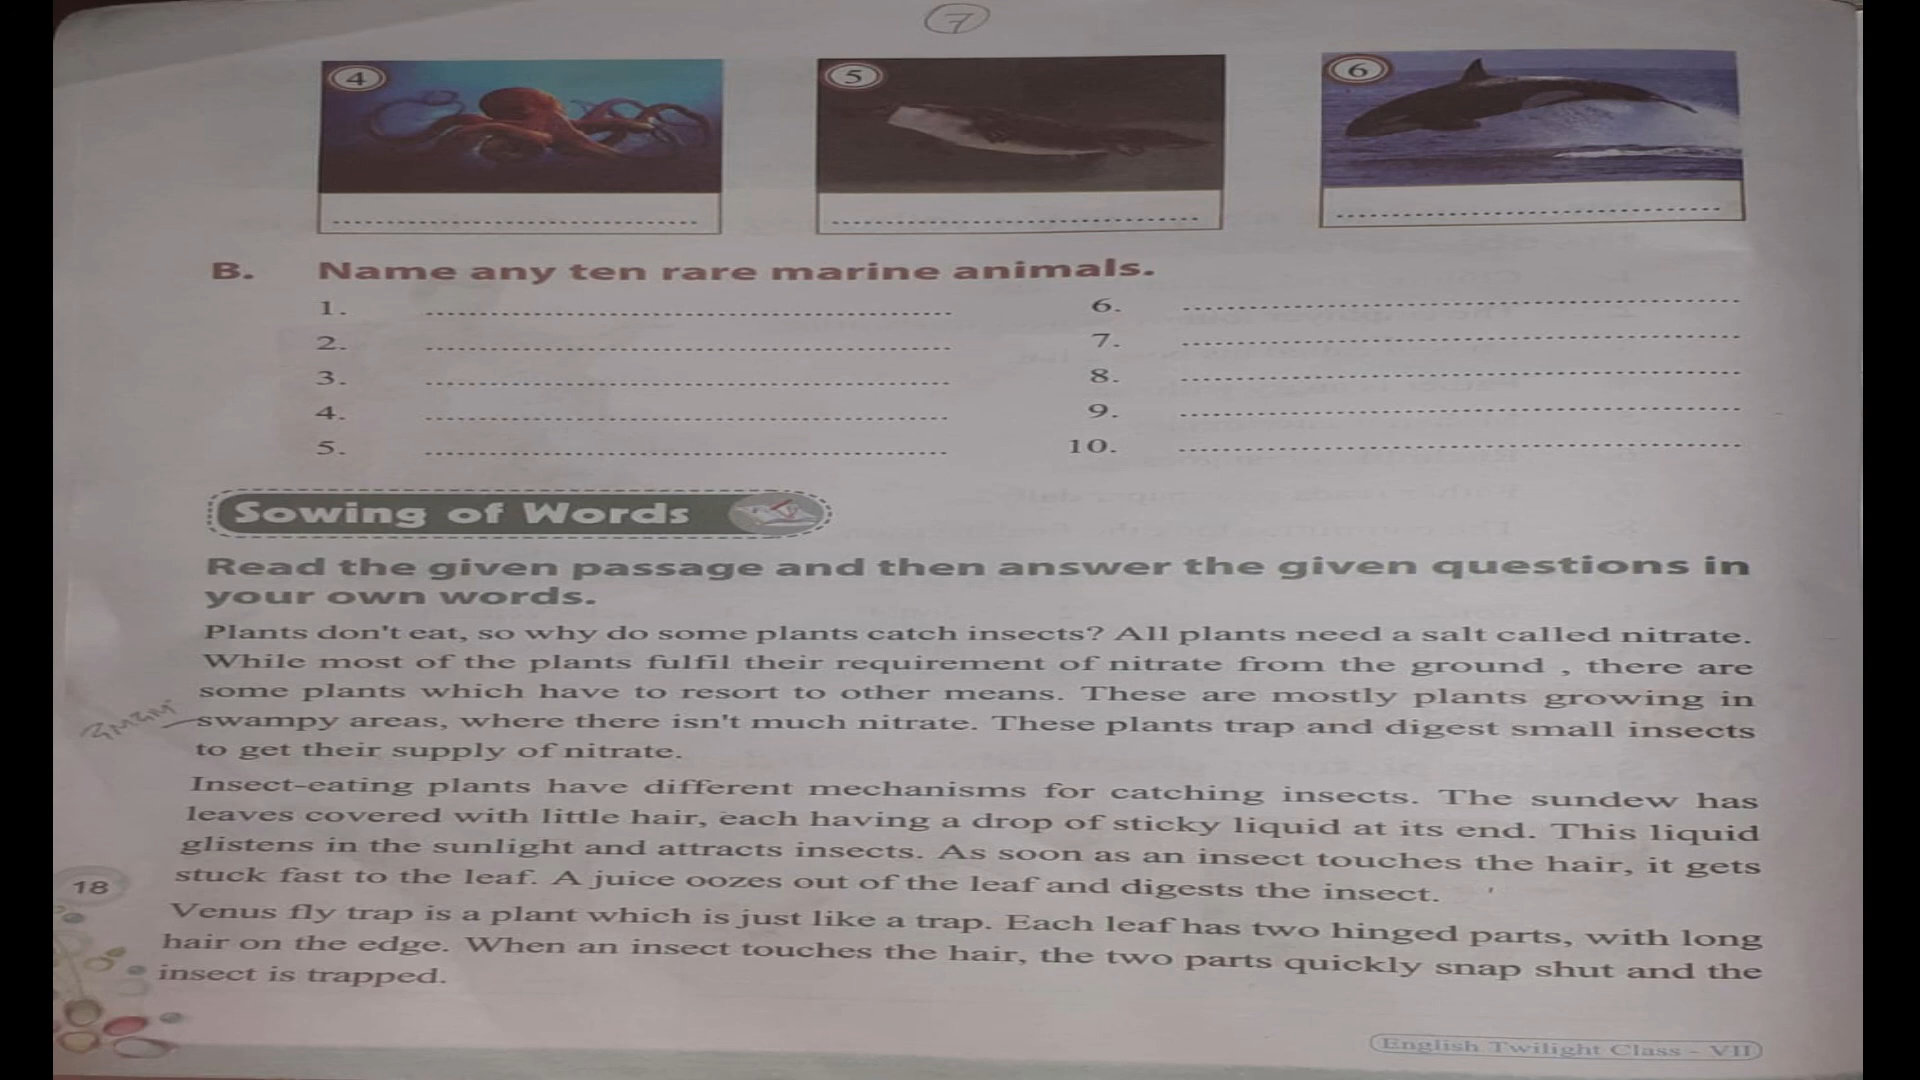 7
4
5
6
B. Name any ten rare marine animals.
1. 6.
2. 7.
3. 8.
4. 9.
5. 10.
Sowing of Words
Read the given passage and then answer the given questions in
your own words.
Plants don't eat, so why do some plants catch insects? All plants need a salt called nitrate.
While most of the plants fulfil their requirement of nitrate from the ground , there are
some plants which have to resort to other means. These are mostly plants growing in
swampy areas, where there isn't much nitrate. These plants trap and digest small insects
to get their supply of nitrate.
Insect-eating plants have different mechanisms for catching insects. The sundew has
leaves covered with little hair, each having a drop of sticky liquid at its end. This liquid
glistens in the sunlight and attracts insects. As soon as an insect touches the hair, it gets
stuck fast to the leaf. A juice oozes out of the leaf and digests the insect.
18
Venus fly trap is a plant which is just like a trap. Each leaf has two hinged parts, with long
hair on the edge. When an insect touches the hair, the two parts quickly snap shut and the
insect is trapped.
English Twilight Class - VII